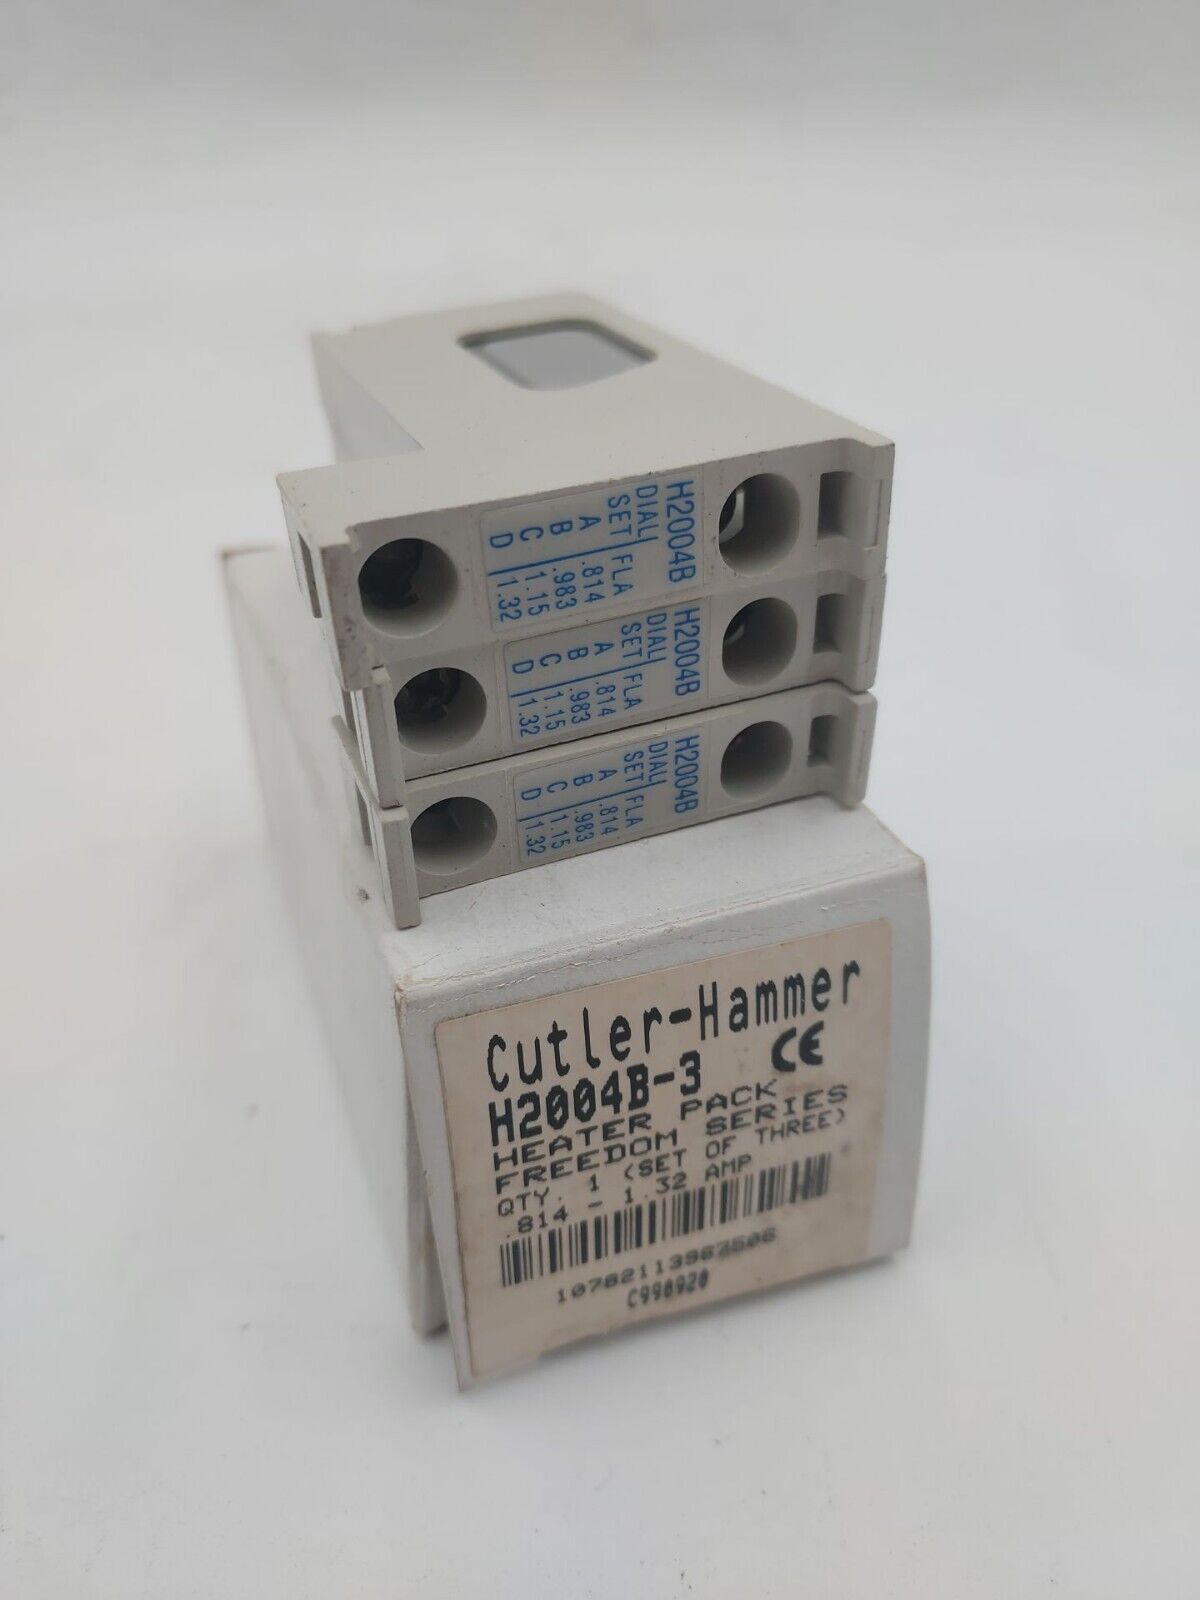 H2004B
DIAL FLA
SET
A .814
B .983
C 1.15
D 1.32
H2004B
DIAL FLA
SET
A .814
B .983
C 1.15
D 1.32
H2004B
DIAL FLA
SET
A .814
B .983
C 1.15
D 1.32
Cutler-Hammer
H2004B-3 CE
HEATER PACK
FREEDOM SERIES
QTY. 1 (SET OF THREE)
.814 - 1.32 AMP
10782113967506
C990920